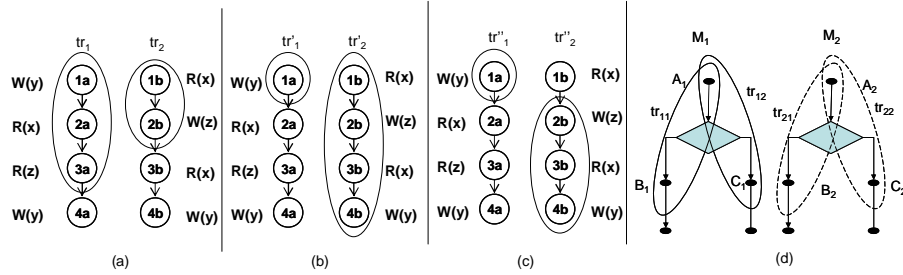 tr1 tr2
W(y) 1a 1b R(x)
R(x) 2a 2b W(z)
R(z) 3a 3b R(x)
W(y) 4a 4b W(y)
(a)
tr'1 tr'2
W(y) 1a 1b R(x)
R(x) 2a 2b W(z)
R(z) 3a 3b R(x)
W(y) 4a 4b W(y)
(b)
tr''1 tr''2
W(y) 1a 1b R(x)
R(x) 2a 2b W(z)
R(z) 3a 3b R(x)
W(y) 4a 4b W(y)
(c)
M1 M2
A1 A2
tr11 tr12 tr21 tr22
B1 C1 B2 C2
(d)